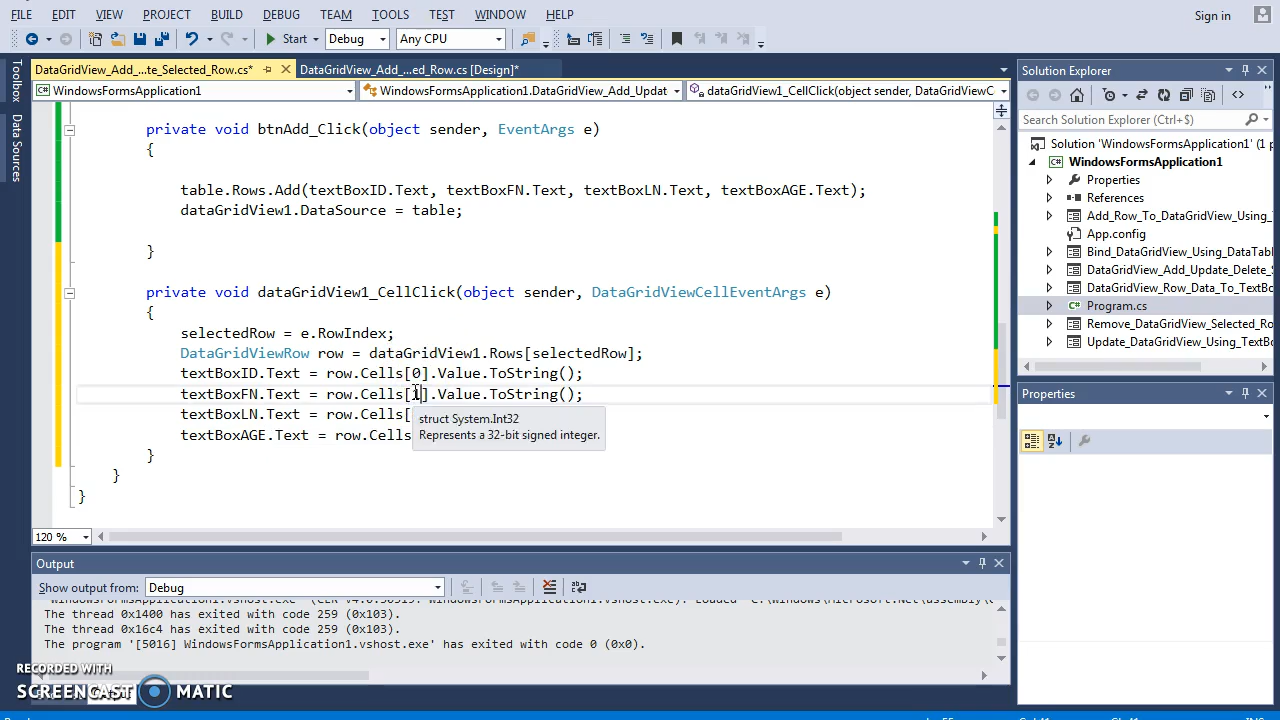 FILE EDIT VIEW PROJECT BUILD DEBUG TEAM TOOLS TEST WINDOW HELP Sign in
Start Debug Any CPU
DataGridView_Add_...te_Selected_Row.cs* DataGridView_Add_...ed_Row.cs [Design]*
WindowsFormsApplication1 WindowsFormsApplication1.DataGridView_Add_Updat dataGridView1_CellClick(object sender, DataGridViewC
Toolbox
Data Sources
private void btnAdd_Click(object sender, EventArgs e)
{
table.Rows.Add(textBoxID.Text, textBoxFN.Text, textBoxLN.Text, textBoxAGE.Text);
dataGridView1.DataSource = table;
}
private void dataGridView1_CellClick(object sender, DataGridViewCellEventArgs e)
{
selectedRow = e.RowIndex;
DataGridViewRow row = dataGridView1.Rows[selectedRow];
textBoxID.Text = row.Cells[0].Value.ToString();
textBoxFN.Text = row.Cells[1].Value.ToString();
textBoxLN.Text = row.Cells[
textBoxAGE.Text = row.Cells
struct System.Int32
Represents a 32-bit signed integer.
}
}
}
120 %
Output
Show output from: Debug
The thread 0x1400 has exited with code 259 (0x103).
The thread 0x16c4 has exited with code 259 (0x103).
The program '[5016] WindowsFormsApplication1.vshost.exe' has exited with code 0 (0x0).
Solution Explorer
Search Solution Explorer (Ctrl+$)
Solution 'WindowsFormsApplication1' (1 p
WindowsFormsApplication1
Properties
References
Add_Row_To_DataGridView_Using_T
App.config
Bind_DataGridView_Using_DataTabl
DataGridView_Add_Update_Delete_S
DataGridView_Row_Data_To_TextBo
Program.cs
Remove_DataGridView_Selected_Ro
Update_DataGridView_Using_TextBo
Properties
RECORDED WITH
SCREENCAST MATIC